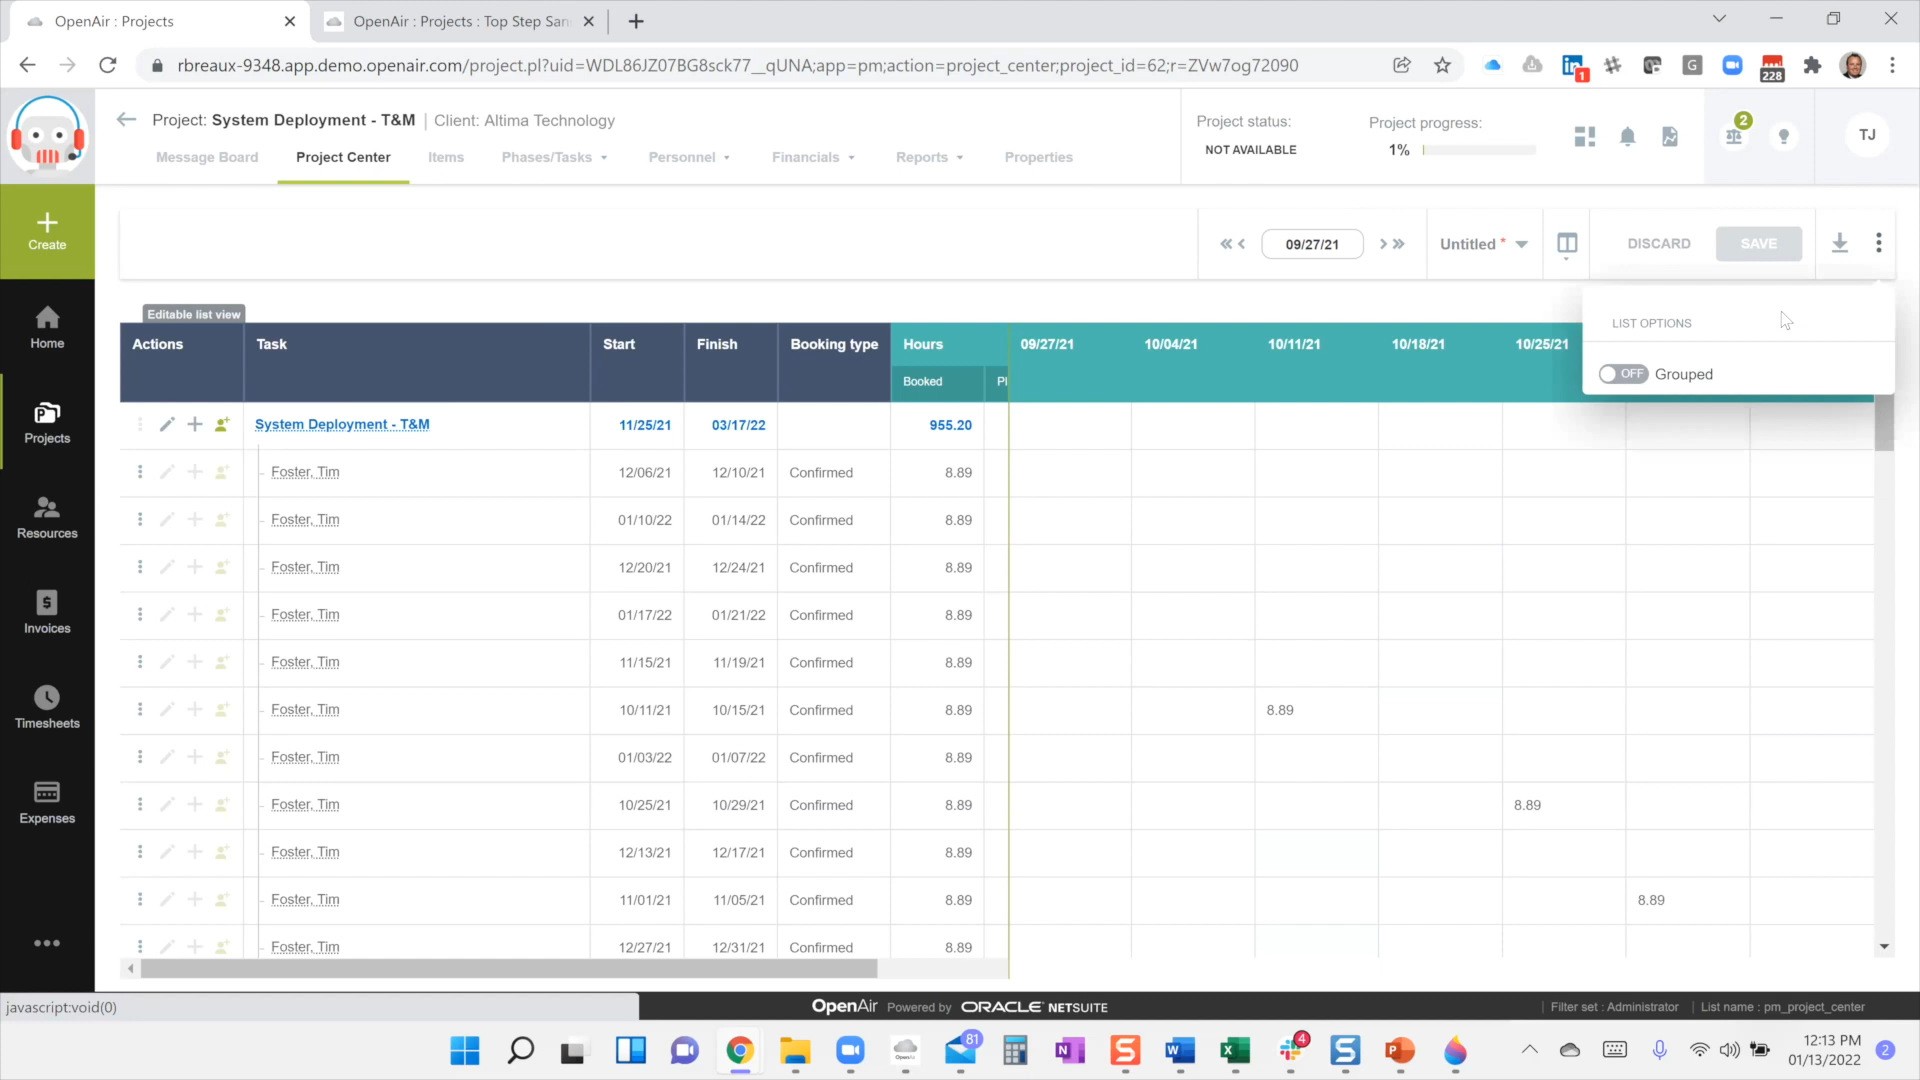 OpenAir : Projects
OpenAir : Projects : Top Step San
rbreaux-9348.app.demo.openair.com/project.pl?uid=WDL86JZ07BG8sck77__qUNA;app=pm;action=project_center;project_id=62;r=ZVw7og72090
1
G
228
Project: System Deployment - T&M | Client: Altima Technology
Message Board
Project Center
Items
Phases/Tasks
Personnel
Financials
Reports
Properties
Project status:
NOT AVAILABLE
Project progress:
1%
2
TJ
Create
Home
Projects
Resources
Invoices
Timesheets
Expenses
09/27/21
Untitled *
DISCARD
SAVE
LIST OPTIONS
OFF Grouped
Editable list view
Actions Task Start Finish Booking type Hours 09/27/21 10/04/21 10/11/21 10/18/21 10/25/21
Booked Pl
System Deployment - T&M 11/25/21 03/17/22 955.20
Foster, Tim 12/06/21 12/10/21 Confirmed 8.89
Foster, Tim 01/10/22 01/14/22 Confirmed 8.89
Foster, Tim 12/20/21 12/24/21 Confirmed 8.89
Foster, Tim 01/17/22 01/21/22 Confirmed 8.89
Foster, Tim 11/15/21 11/19/21 Confirmed 8.89
Foster, Tim 10/11/21 10/15/21 Confirmed 8.89 8.89
Foster, Tim 01/03/22 01/07/22 Confirmed 8.89
Foster, Tim 10/25/21 10/29/21 Confirmed 8.89 8.89
Foster, Tim 12/13/21 12/17/21 Confirmed 8.89
Foster, Tim 11/01/21 11/05/21 Confirmed 8.89 8.89
Foster, Tim 12/27/21 12/31/21 Confirmed 8.89
javascript:void(0)
OpenAir Powered by ORACLE NETSUITE
Filter set : Administrator | List name : pm_project_center
81
4
12:13 PM
01/13/2022
2